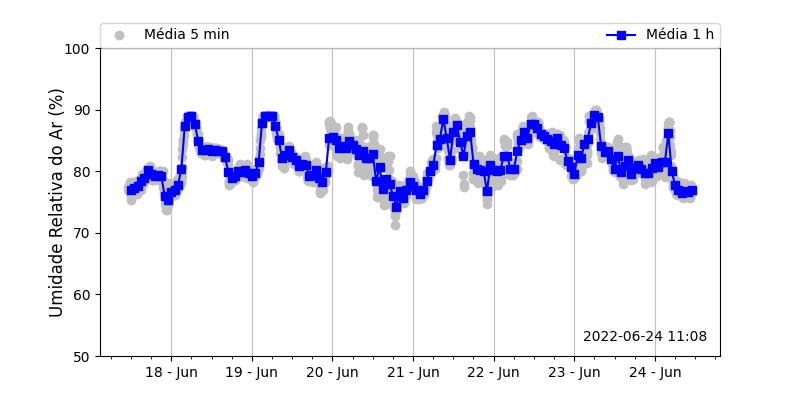 Média 5 min
Média 1 h
Umidade Relativa do Ar (%)
100
90
80
70
60
50
2022-06-24 11:08
18 - Jun
19 - Jun
20 - Jun
21 - Jun
22 - Jun
23 - Jun
24 - Jun